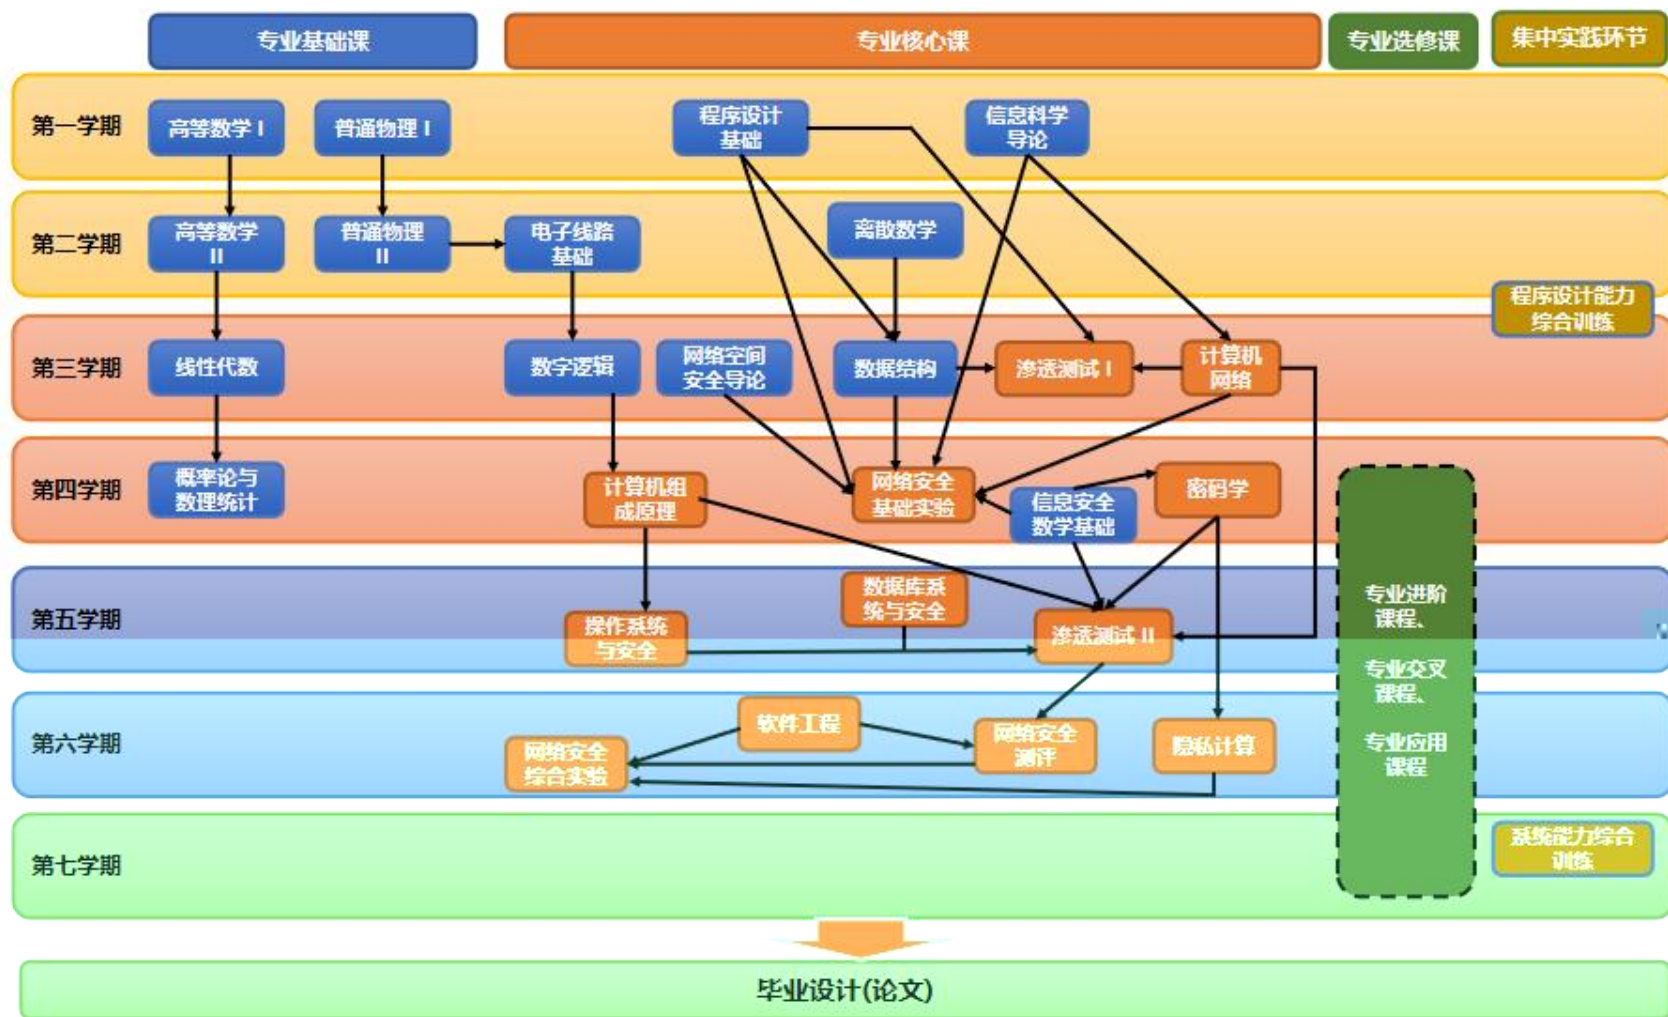 专业基础课
专业核心课
专业选修课
集中实践环节
第一学期
高等数学 I
普通物理 I
程序设计
基础
信息科学
导论
第二学期
高等数学
II
普通物理
II
电子线路
基础
离散数学
程序设计能力
综合训练
第三学期
线性代数
数字逻辑
网络空间
安全导论
数据结构
渗透测试 I
计算机
网络
第四学期
概率论与
数理统计
计算机组
成原理
网络安全
基础实验
信息安全
数学基础
密码学
第五学期
操作系统
与安全
数据库系
统与安全
渗透测试 II
专业进阶
课程、
专业交叉
课程、
专业应用
课程
第六学期
网络安全
综合实验
软件工程
网络安全
测评
隐私计算
第七学期
系统能力综合
训练
毕业设计(论文)